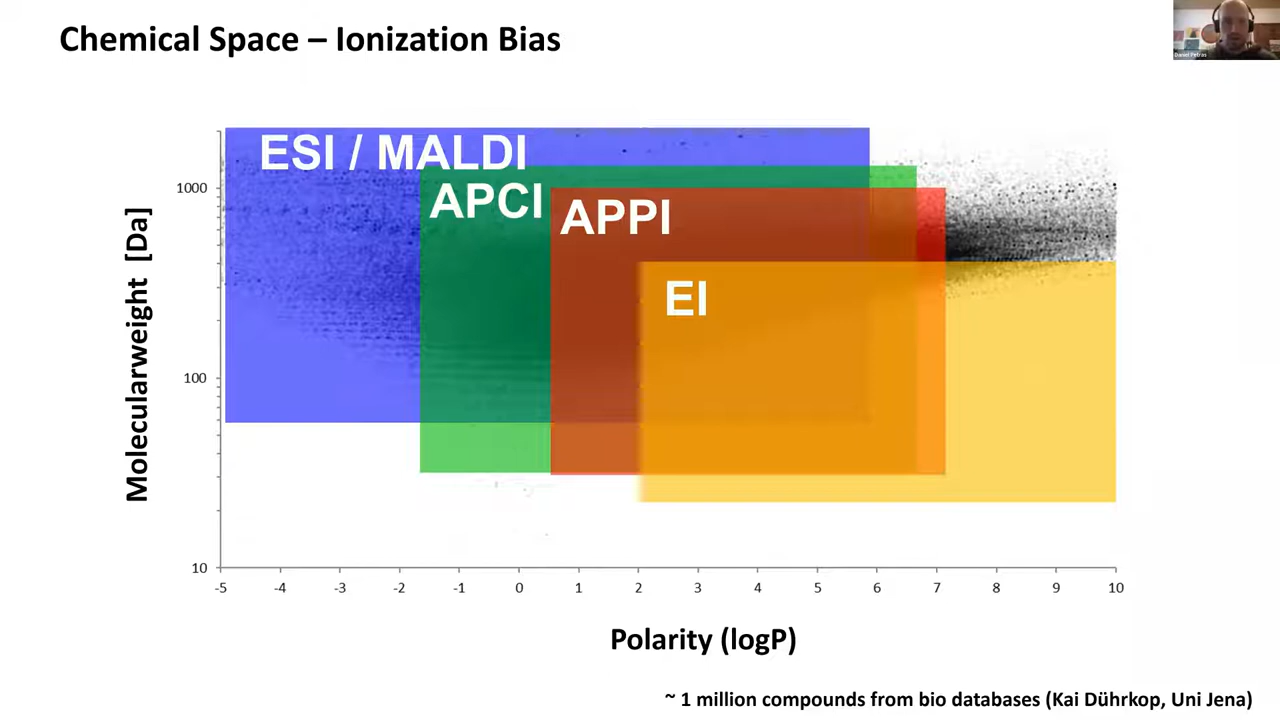 Chemical Space – Ionization Bias
Daniel Petras
ESI / MALDI
APCI
APPI
EI
Molecularweight [Da]
1000
100
10
-5 -4 -3 -2 -1 0 1 2 3 4 5 6 7 8 9 10
Polarity (logP)
~ 1 million compounds from bio databases (Kai Dührkop, Uni Jena)